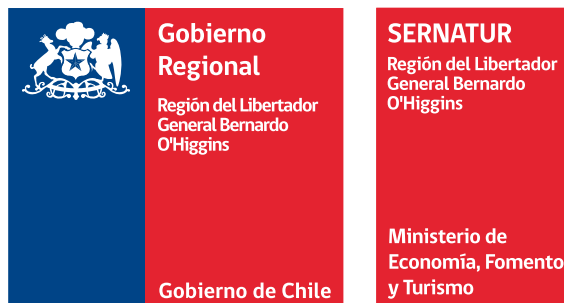 Gobierno
Regional
Región del Libertador
General Bernardo
O'Higgins
Gobierno de Chile
SERNATUR
Región del Libertador
General Bernardo
O'Higgins
Ministerio de
Economía, Fomento
y Turismo